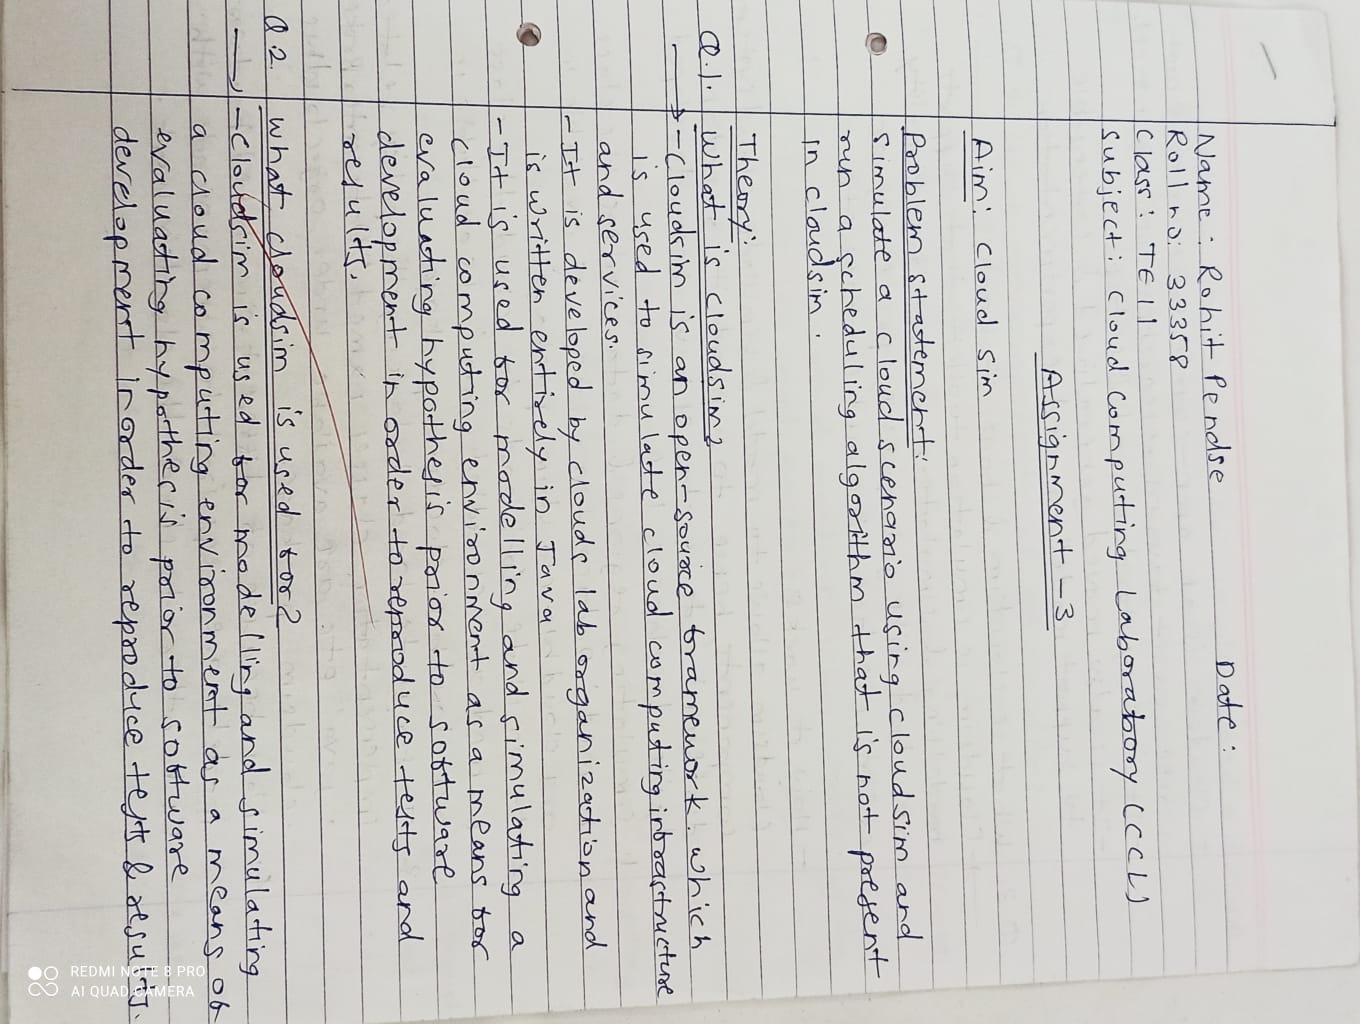 Date :
Name : Rohit Pendse
Roll no: 33358
Class : TE 11
Subject : Cloud Computing Laboratory (CCL)
Assignment - 3
Aim : Cloud Sim
Problem statement:
Simulate a cloud scenario using cloudsim and
run a scheduling algorithm that is not present
in cloudsim.
Theory:
Q.1. What is cloudsim?
→ - Cloudsim is an open-source framework. which
is used to simulate cloud computing infrastructure
and services.
- It is developed by clouds lab organization and
is written entirely in Java
- It is used for modelling and simulating a
cloud computing environment as a means for
evaluating hypothesis prior to software
development in order to reproduce tests and
results.
Q 2. What cloudsim is used for?
→ - Cloudsim is used for modelling and simulating
a cloud computing environment as a means of
evaluating hypothecis prior to software
development in order to reproduce tests & results.
REDMI NOTE 8 PRO
AI QUAD CAMERA